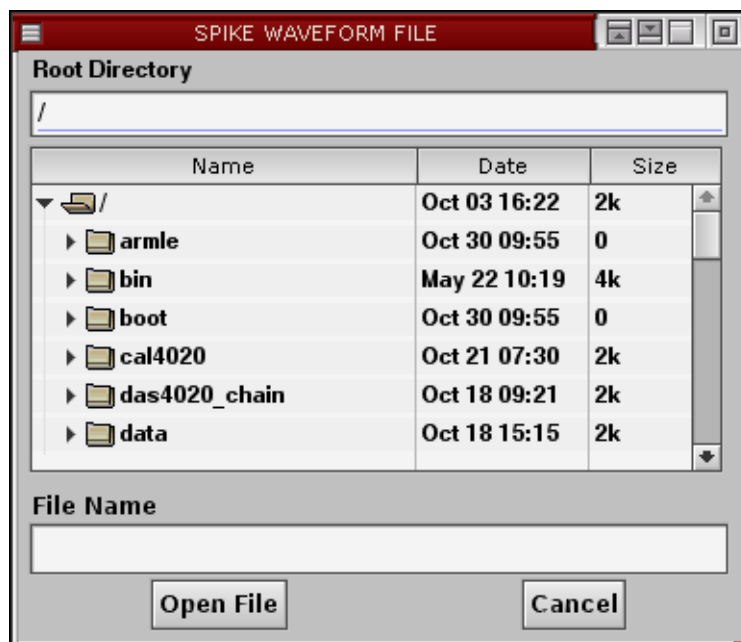 SPIKE WAVEFORM FILE
Root Directory
/
Name Date Size
/ Oct 03 16:22 2k
armle Oct 30 09:55 0
bin May 22 10:19 4k
boot Oct 30 09:55 0
cal4020 Oct 21 07:30 2k
das4020_chain Oct 18 09:21 2k
data Oct 18 15:15 2k
File Name
Open File Cancel